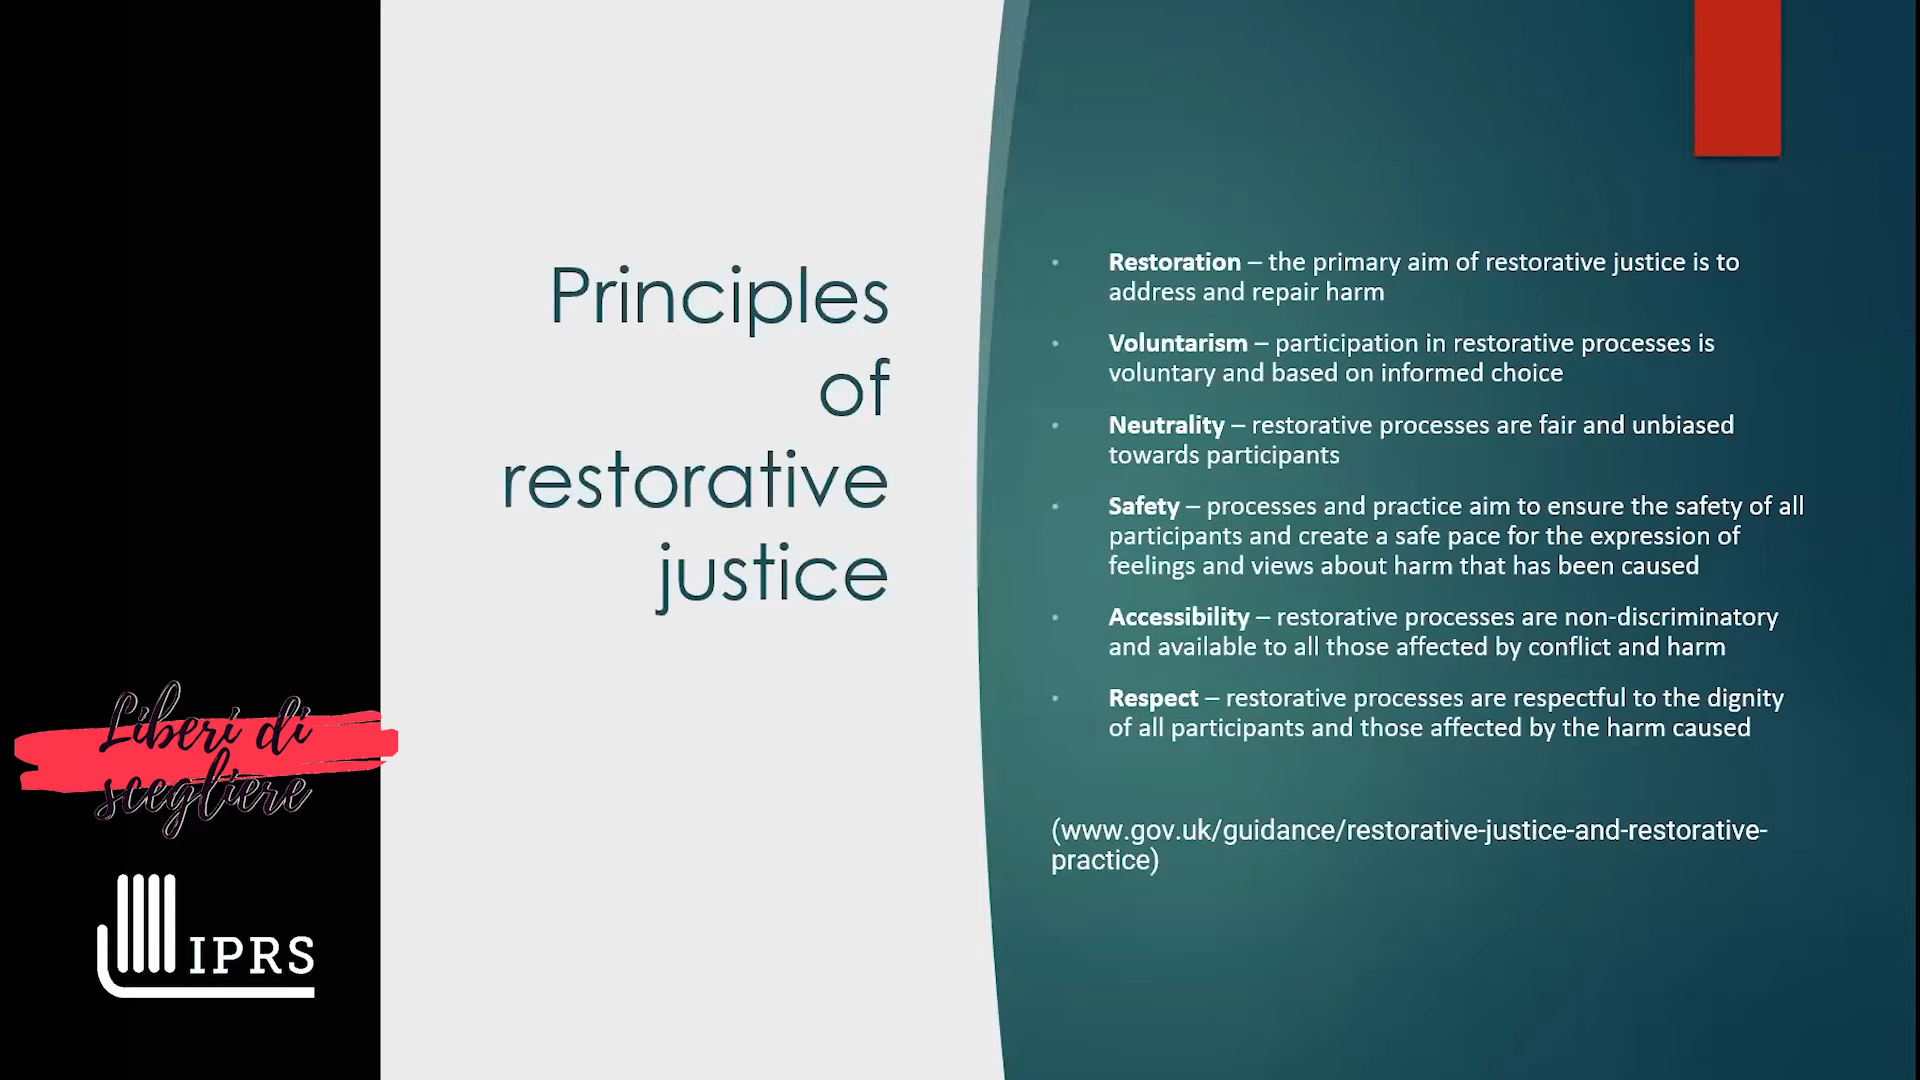 Principles
of
restorative
justice
• Restoration – the primary aim of restorative justice is to
address and repair harm
• Voluntarism – participation in restorative processes is
voluntary and based on informed choice
• Neutrality – restorative processes are fair and unbiased
towards participants
• Safety – processes and practice aim to ensure the safety of all
participants and create a safe pace for the expression of
feelings and views about harm that has been caused
• Accessibility – restorative processes are non-discriminatory
and available to all those affected by conflict and harm
• Respect – restorative processes are respectful to the dignity
of all participants and those affected by the harm caused
(www.gov.uk/guidance/restorative-justice-and-restorative-
practice)
Liberi di
scegliere
IPRS